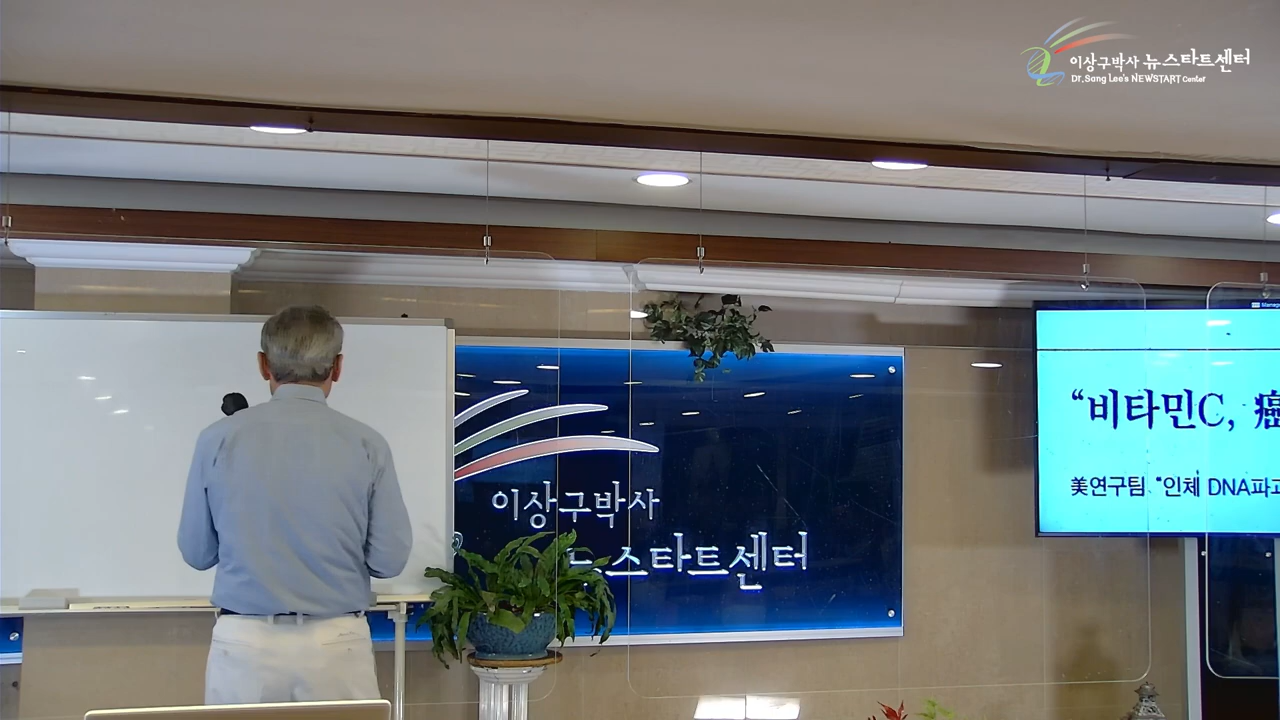 이상구박사 뉴스타트센터
Dr.Sang Lee's NEWSTART Center
이상구박사
뉴스타트센터
“비타민C, 癌
美연구팀 “인체 DNA파고